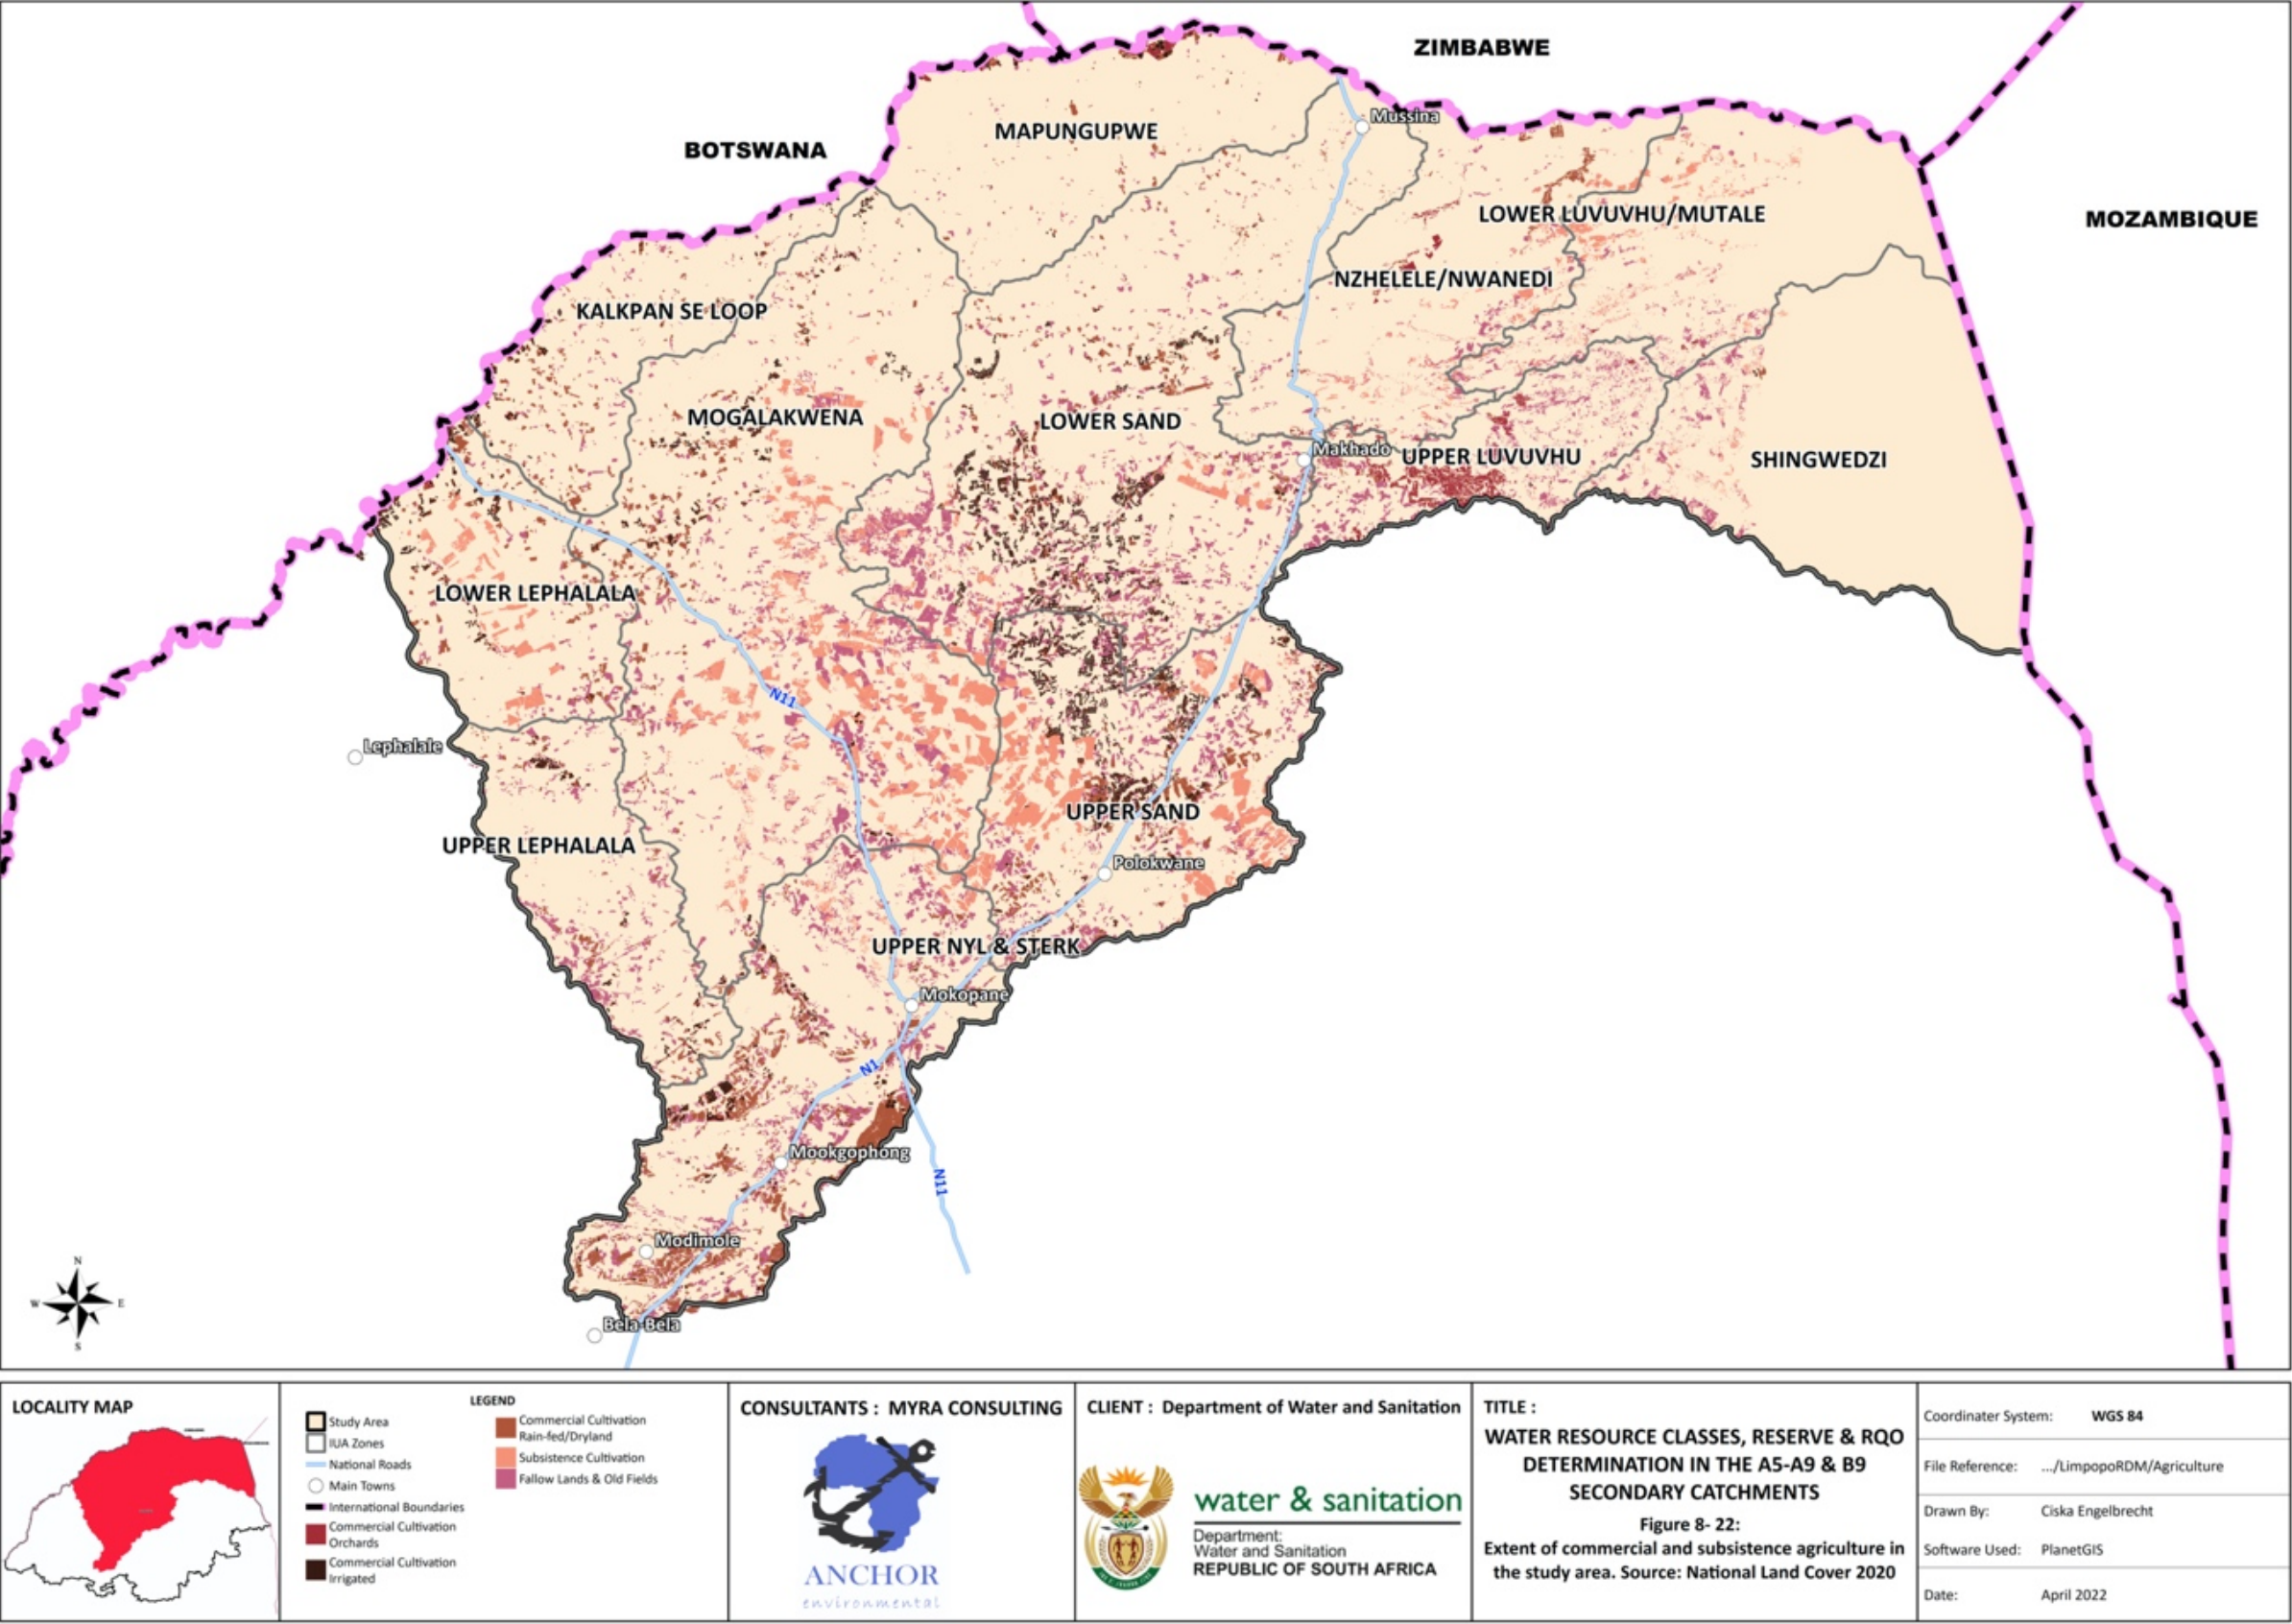 ZIMBABWE
BOTSWANA
MOZAMBIQUE
MAPUNGUPWE
Mussina
LOWER LUVUVHU/MUTALE
NZHELELE/NWANEDI
KALKPAN SE LOOP
MOGALAKWENA
LOWER SAND
Makhado
UPPER LUVUVHU
SHINGWEDZI
LOWER LEPHALALA
N11
Lephalale
UPPER SAND
UPPER LEPHALALA
Polokwane
UPPER NYL & STERK
Mokopane
N1
Mookgophong
N11
Modimole
Bela-Bela
N
W
E
S
LOCALITY MAP
LEGEND
Study Area
IUA Zones
National Roads
Main Towns
International Boundaries
Commercial Cultivation
Orchards
Commercial Cultivation
Irrigated
Commercial Cultivation
Rain-fed/Dryland
Subsistence Cultivation
Fallow Lands & Old Fields
CONSULTANTS : MYRA CONSULTING
ANCHOR
environmental
CLIENT : Department of Water and Sanitation
water & sanitation
Department:
Water and Sanitation
REPUBLIC OF SOUTH AFRICA
TITLE :
WATER RESOURCE CLASSES, RESERVE & RQO
DETERMINATION IN THE A5-A9 & B9
SECONDARY CATCHMENTS
Figure 8- 22:
Extent of commercial and subsistence agriculture in
the study area. Source: National Land Cover 2020
Coordinater System: WGS 84
File Reference: .../LimpopoRDM/Agriculture
Drawn By: Ciska Engelbrecht
Software Used: PlanetGIS
Date: April 2022